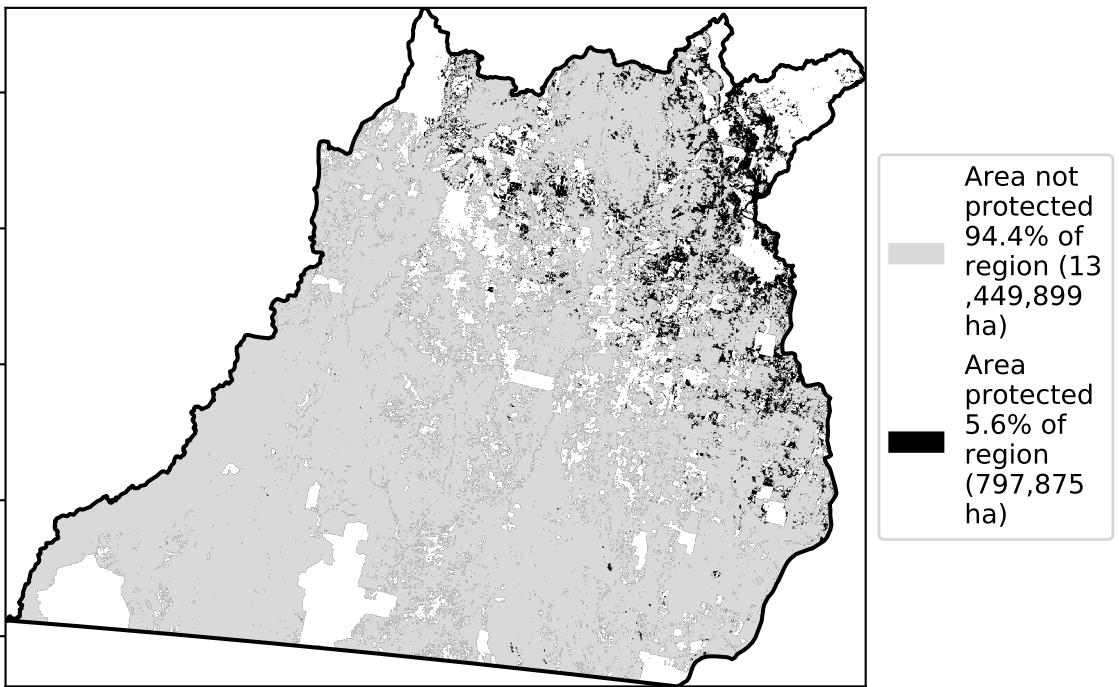 Area not
protected
94.4% of
region (13
,449,899
ha)
Area
protected
5.6% of
region
(797,875
ha)